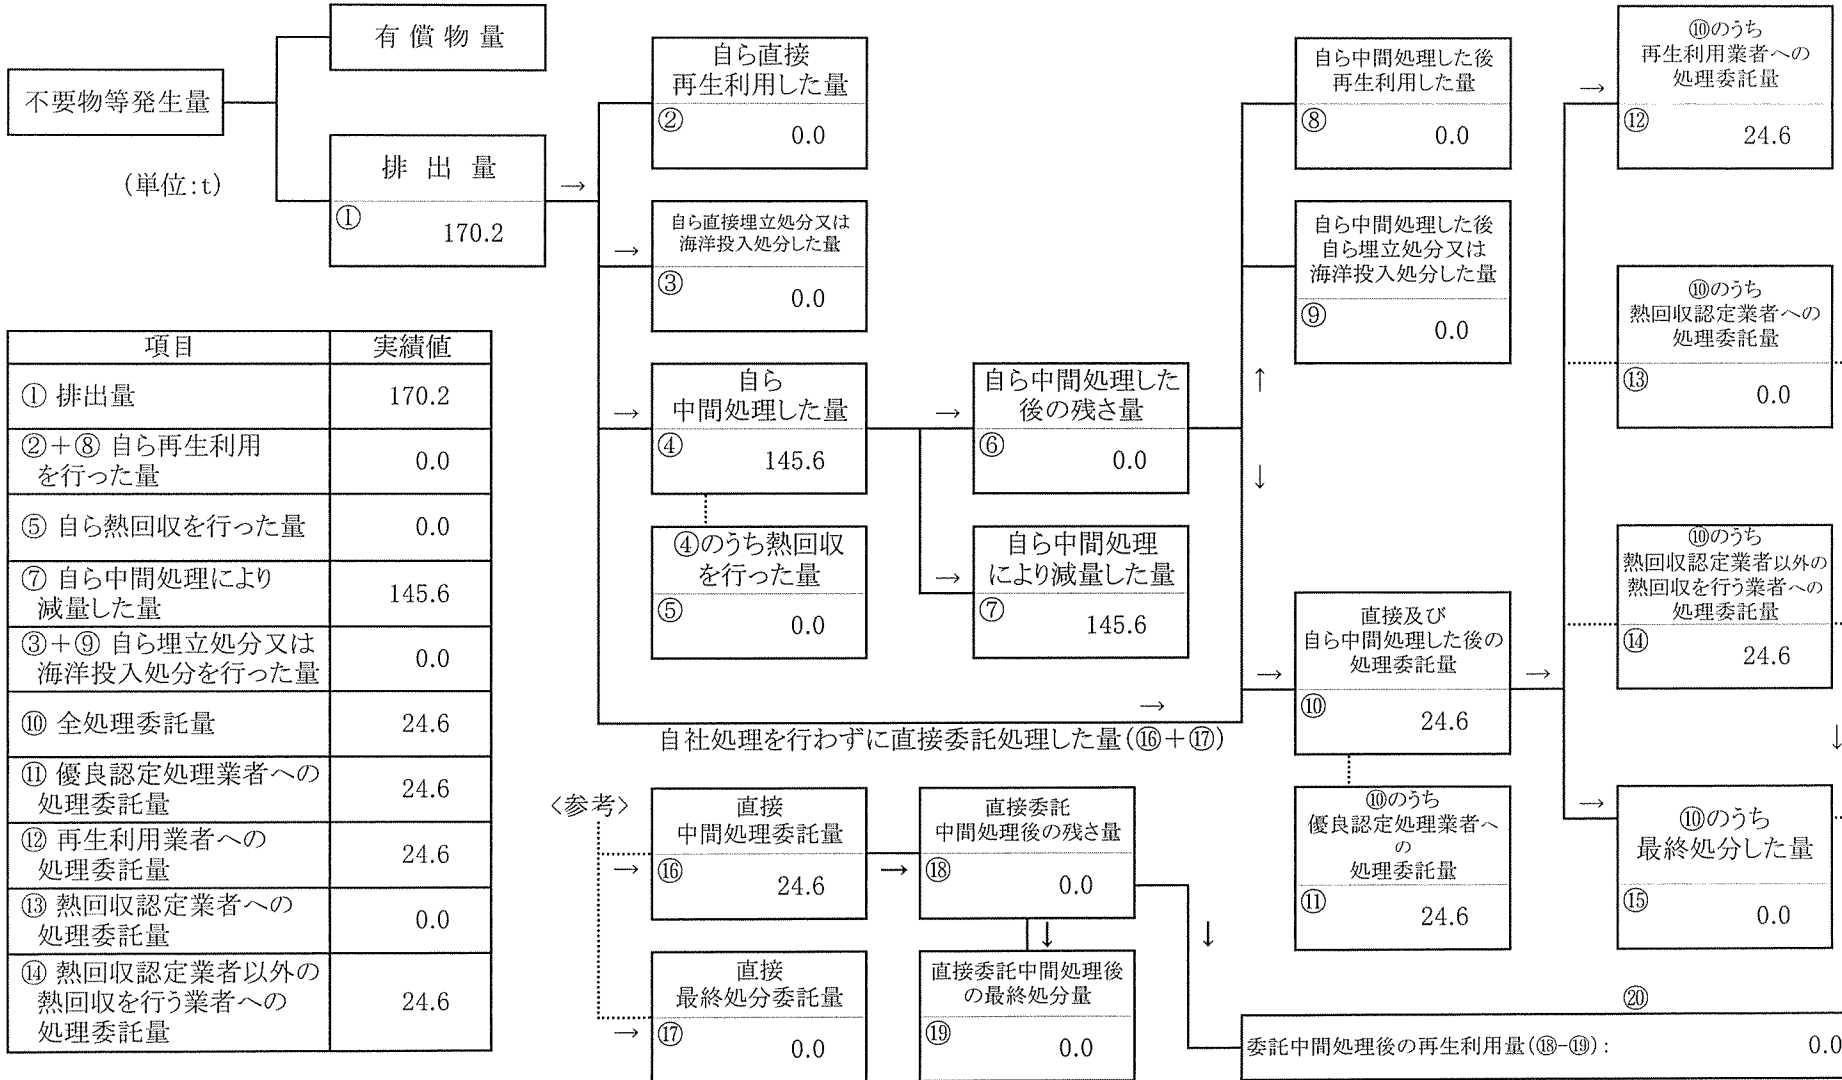 有 償 物 量
不要物等発生量
(単位:t)
排 出 量
①
170.2
→
自ら直接
再生利用した量
②
0.0
→
自ら直接埋立処分又は
海洋投入処分した量
③
0.0
→
自ら
中間処理した量
④
145.6
④のうち熱回収
を行った量
⑤
0.0
→
自ら中間処理した
後の残さ量
⑥
0.0
→
自ら中間処理
により減量した量
⑦
145.6
↑
↓
自ら中間処理した後
再生利用した量
⑧
0.0
自ら中間処理した後
自ら埋立処分又は
海洋投入処分した量
⑨
0.0
→
直接及び
自ら中間処理した後の
処理委託量
⑩
24.6
→
⑩のうち
優良認定処理業者へ
の
処理委託量
⑪
24.6
→
⑩のうち
再生利用業者への
処理委託量
⑫
24.6
⑩のうち
熱回収認定業者への
処理委託量
⑬
0.0
⑩のうち
熱回収認定業者以外の
熱回収を行う業者への
処理委託量
⑭
24.6
↓
→
⑩のうち
最終処分した量
⑮
0.0
→
自社処理を行わずに直接委託処理した量(⑯+⑰)
項目 実績値
① 排出量 170.2
②+⑧ 自ら再生利用
を行った量 0.0
⑤ 自ら熱回収を行った量 0.0
⑦ 自ら中間処理により
減量した量 145.6
③+⑨ 自ら埋立処分又は
海洋投入処分を行った量 0.0
⑩ 全処理委託量 24.6
⑪ 優良認定処理業者への
処理委託量 24.6
⑫ 再生利用業者への
処理委託量 24.6
⑬ 熱回収認定業者への
処理委託量 0.0
⑭ 熱回収認定業者以外の
熱回収を行う業者への
処理委託量 24.6
<参考>
→
直接
中間処理委託量
⑯
24.6
→
直接委託
中間処理後の残さ量
⑱
0.0
↓
↓
→
直接
最終処分委託量
⑰
0.0
直接委託中間処理後
の最終処分量
⑲
0.0
⑳
委託中間処理後の再生利用量(⑱-⑲): 0.0